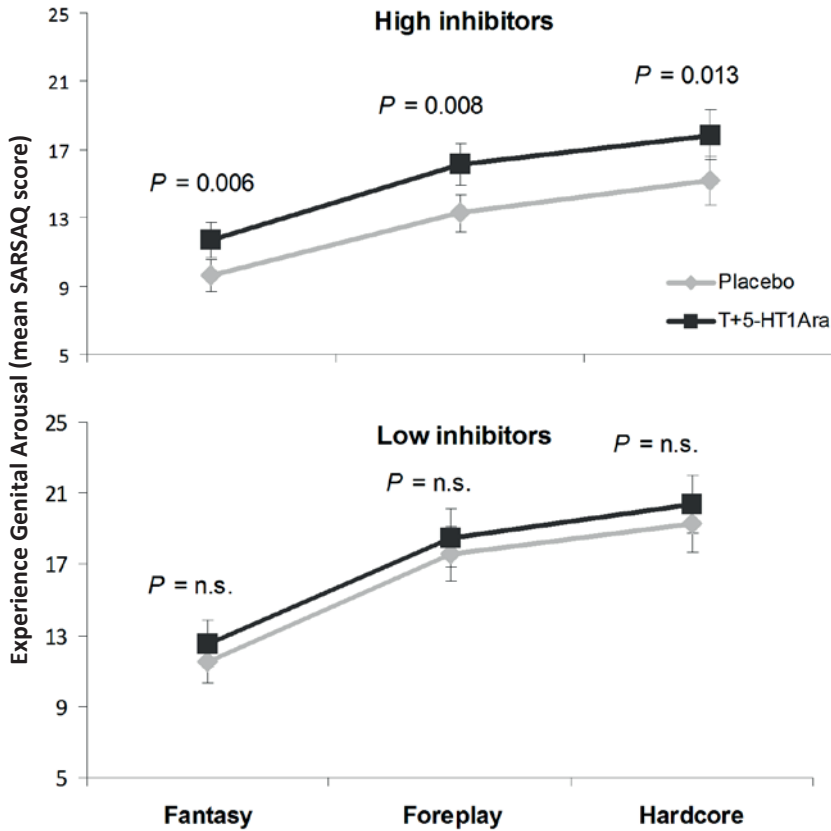 Experience Genital Arousal (mean SARSAQ score)
High inhibitors
25
21
17
13
9
5
P = 0.006
P = 0.008
P = 0.013
Placebo
T+5-HT1Ara
Low inhibitors
25
21
17
13
9
5
P = n.s.
P = n.s.
P = n.s.
Fantasy
Foreplay
Hardcore